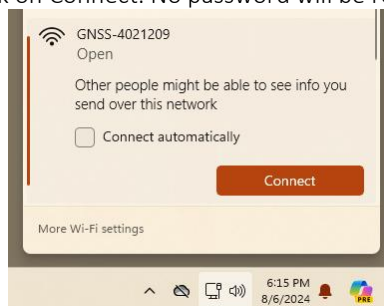 k on Connect. No password will be re
GNSS-4021209
Open
Other people might be able to see info you
send over this network
Connect automatically
Connect
More Wi-Fi settings
6:15 PM
8/6/2024
PRE